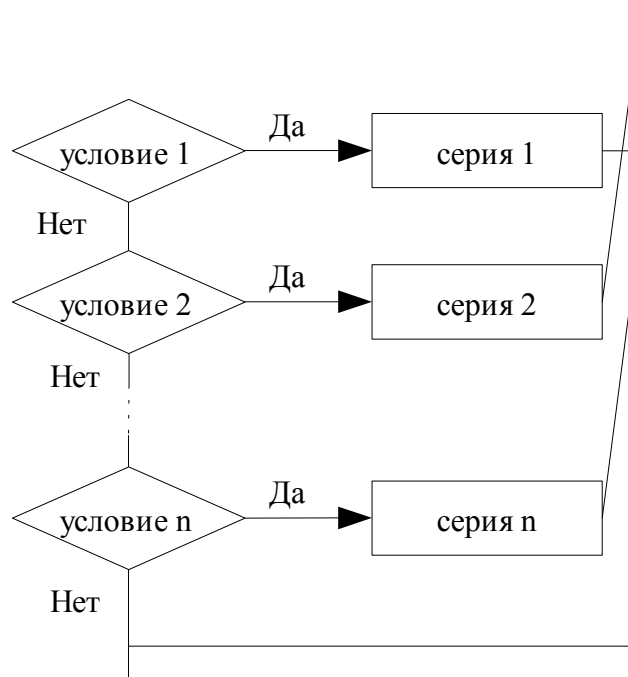 Да
условие 1
серия 1
Нет
Да
условие 2
серия 2
Нет
Да
условие n
серия n
Нет